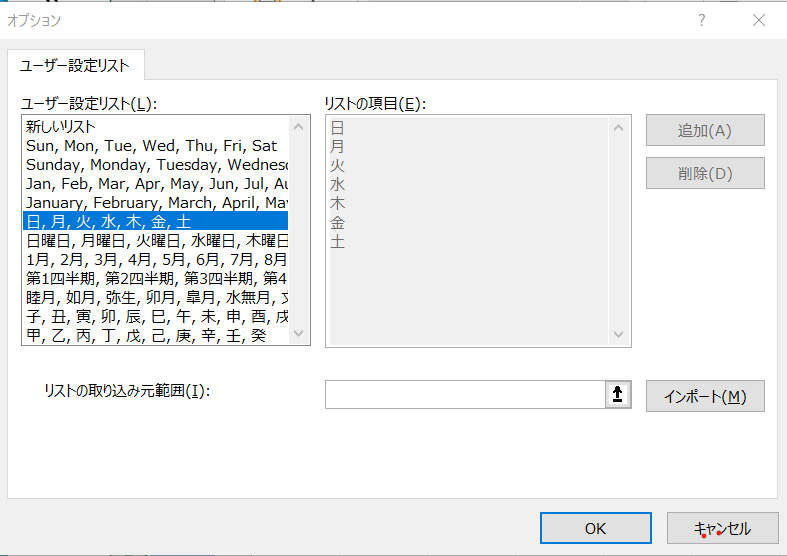 オプション
?
ユーザー設定リスト
ユーザー設定リスト(L):
新しいリスト
Sun, Mon, Tue, Wed, Thu, Fri, Sat
Sunday, Monday, Tuesday, Wednesc
Jan, Feb, Mar, Apr, May, Jun, Jul, Au
January, February, March, April, May
日, 月, 火, 水, 木, 金, 土
日曜日, 月曜日, 火曜日, 水曜日, 木曜日
1月, 2月, 3月, 4月, 5月, 6月, 7月, 8月
第1四半期, 第2四半期, 第3四半期, 第4
睦月, 如月, 弥生, 卯月, 皐月, 水無月, 文
子, 丑, 寅, 卯, 辰, 巳, 午, 未, 申, 酉, 戌
甲, 乙, 丙, 丁, 戊, 己, 庚, 辛, 壬, 癸
リストの項目(E):
日
月
火
水
木
金
土
追加(A)
削除(D)
リストの取り込み元範囲(I):
インポート(M)
OK
キャンセル